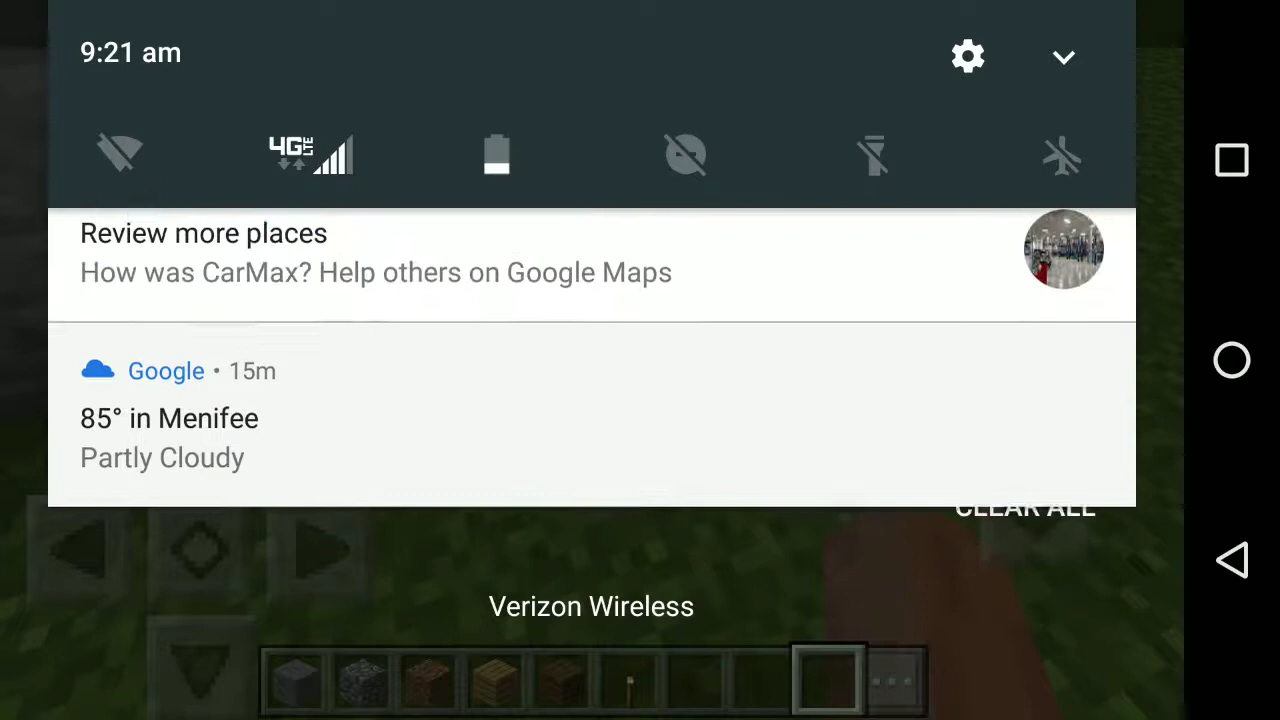 9:21 am
4G LTE
Review more places
How was CarMax? Help others on Google Maps
Google • 15m
85° in Menifee
Partly Cloudy
CLEAR ALL
Verizon Wireless